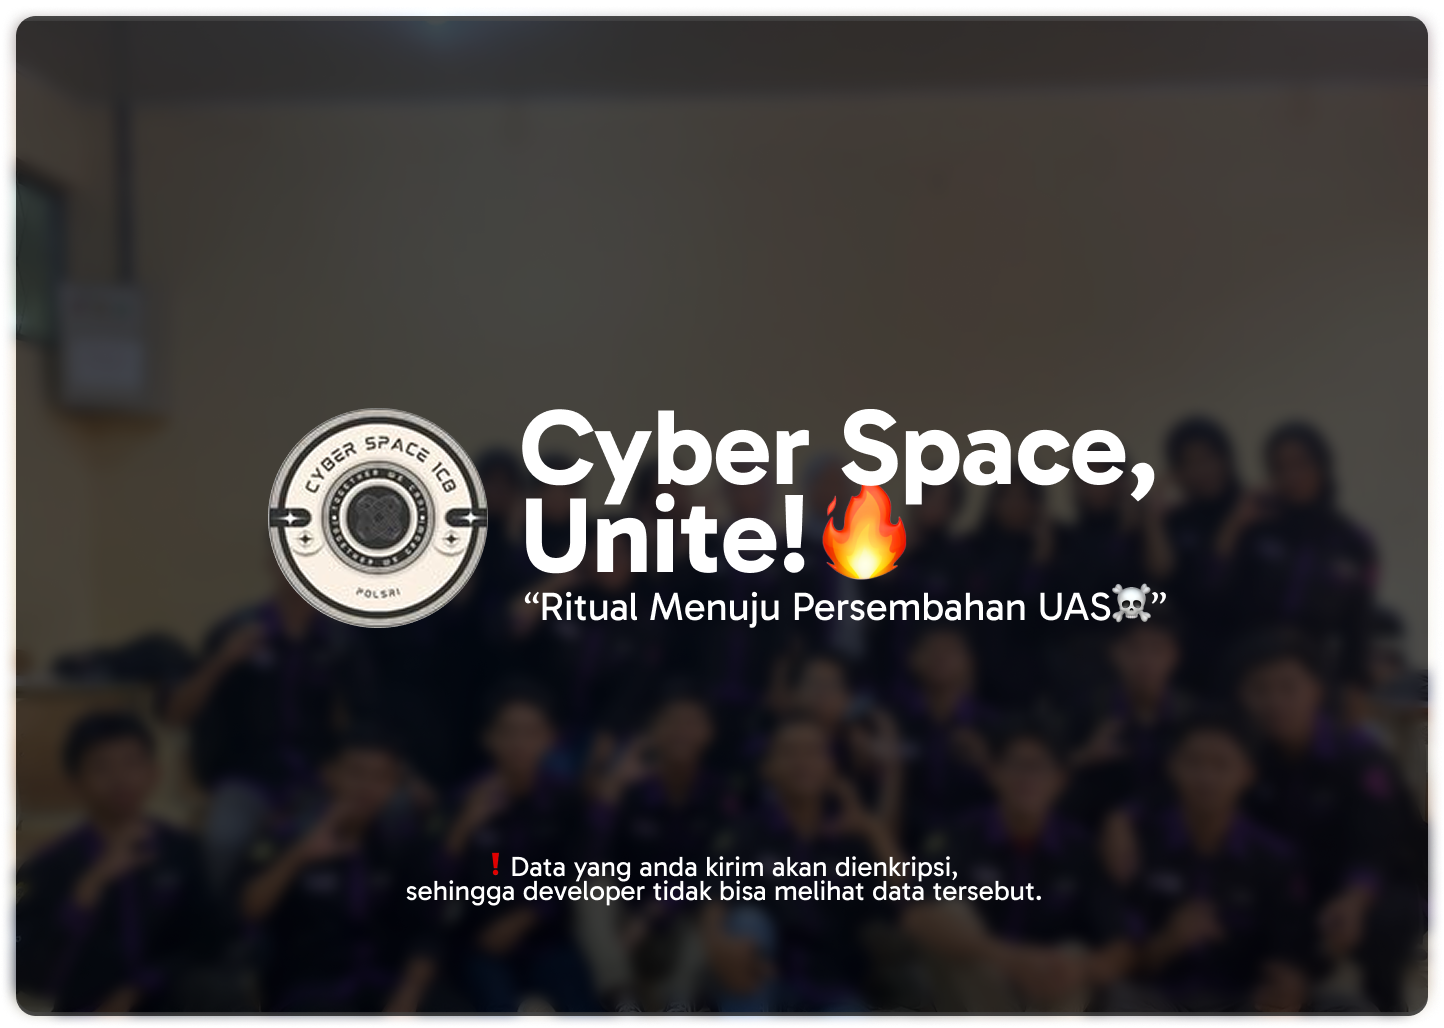 CYBER SPACE ICB
POLSRI
Cyber Space,
Unite!🔥
“Ritual Menuju Persembahan UAS☠️”
❗Data yang anda kirim akan dienkripsi,
sehingga developer tidak bisa melihat data tersebut.